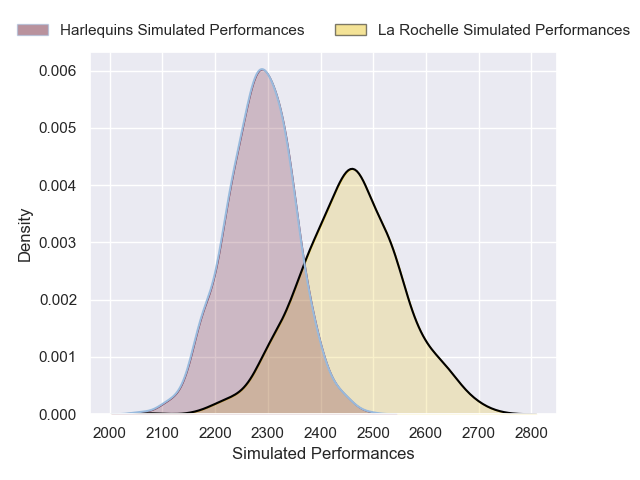 Harlequins Simulated Performances La Rochelle Simulated Performances
0.006
0.005
0.004
0.003
0.002
0.001
0.000
Density
2000 2100 2200 2300 2400 2500 2600 2700 2800
Simulated Performances